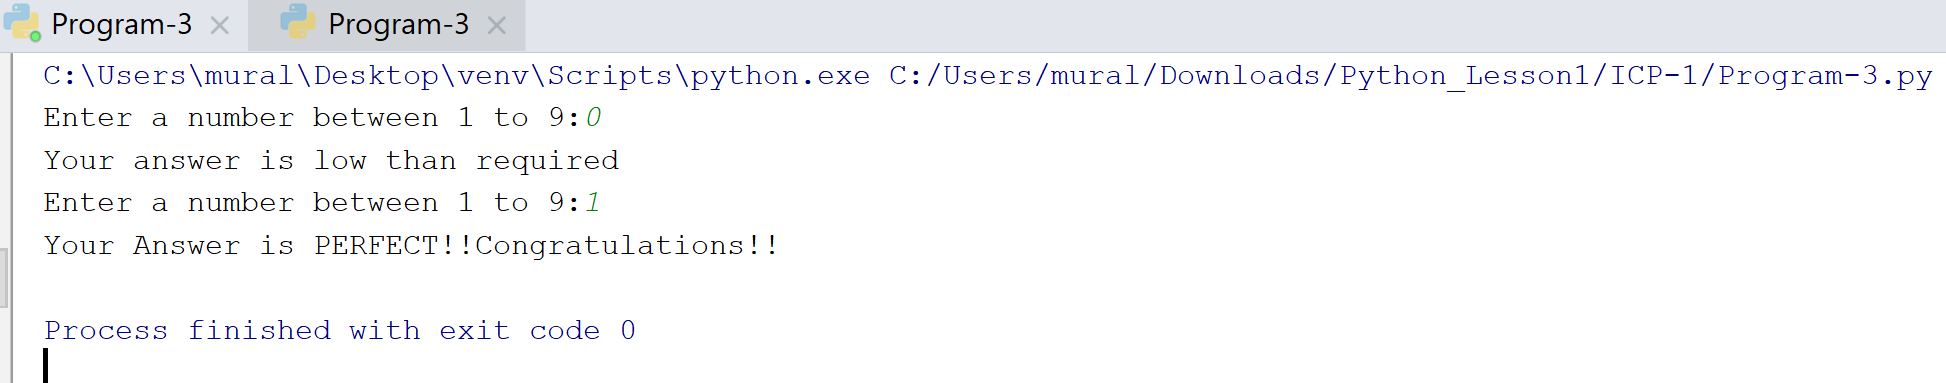 Program-3 Program-3
C:\Users\mural\Desktop\venv\Scripts\python.exe C:/Users/mural/Downloads/Python_Lesson1/ICP-1/Program-3.py
Enter a number between 1 to 9:0
Your answer is low than required
Enter a number between 1 to 9:1
Your Answer is PERFECT!!Congratulations!!
Process finished with exit code 0